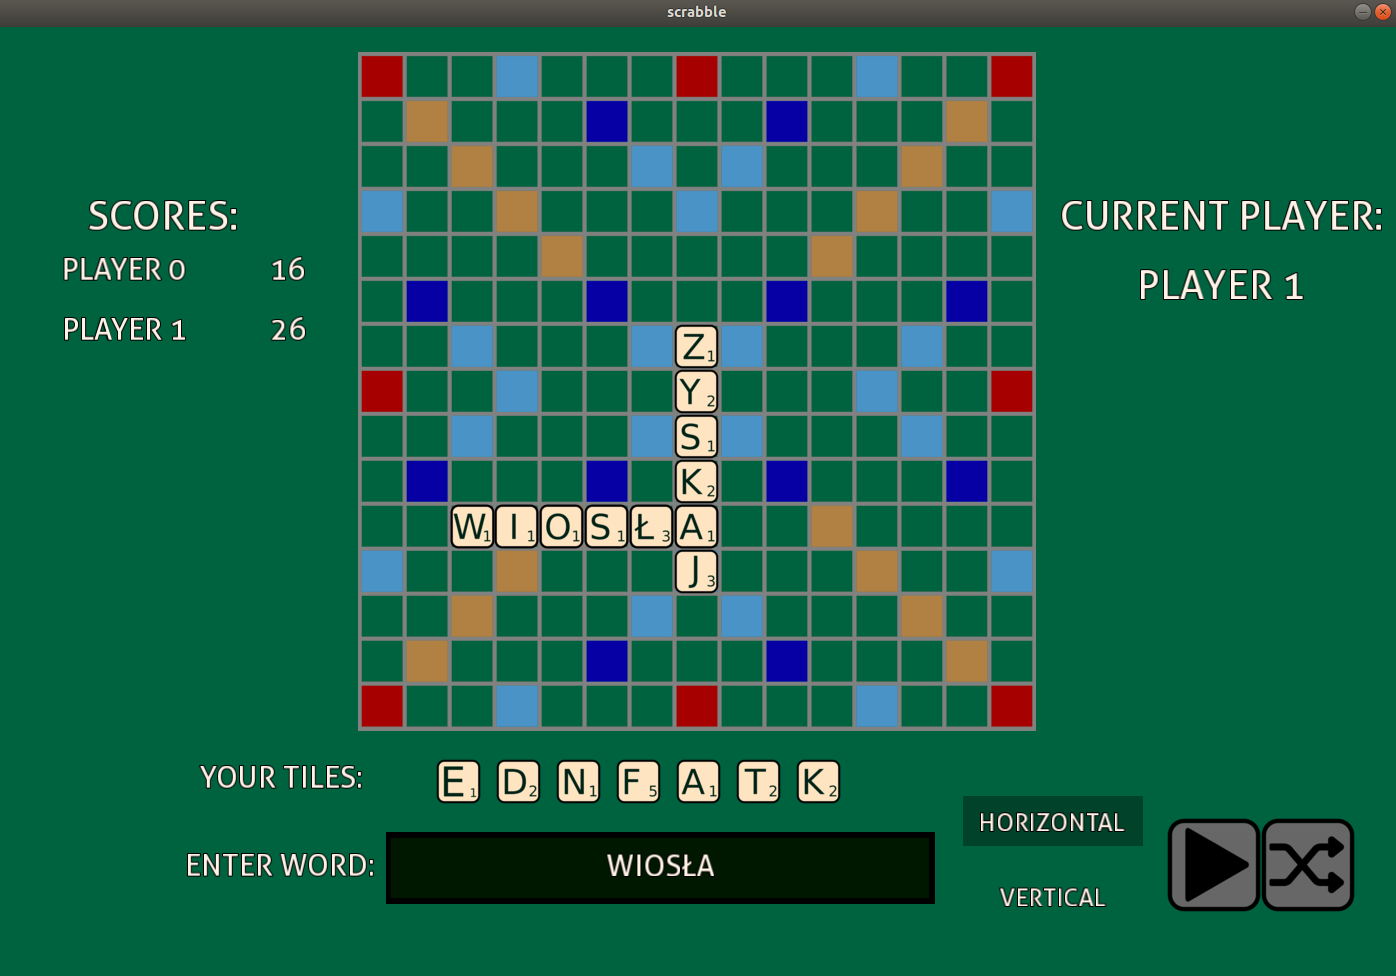 scrabble
SCORES:
PLAYER 0 16
PLAYER 1 26
CURRENT PLAYER:
PLAYER 1
Z1
Y2
S1
K2
W1 I1 O1 S1 Ł3 A1
J3
YOUR TILES: E1 D2 N1 F5 A1 T2 K2
ENTER WORD: WIOSŁA
HORIZONTAL
VERTICAL